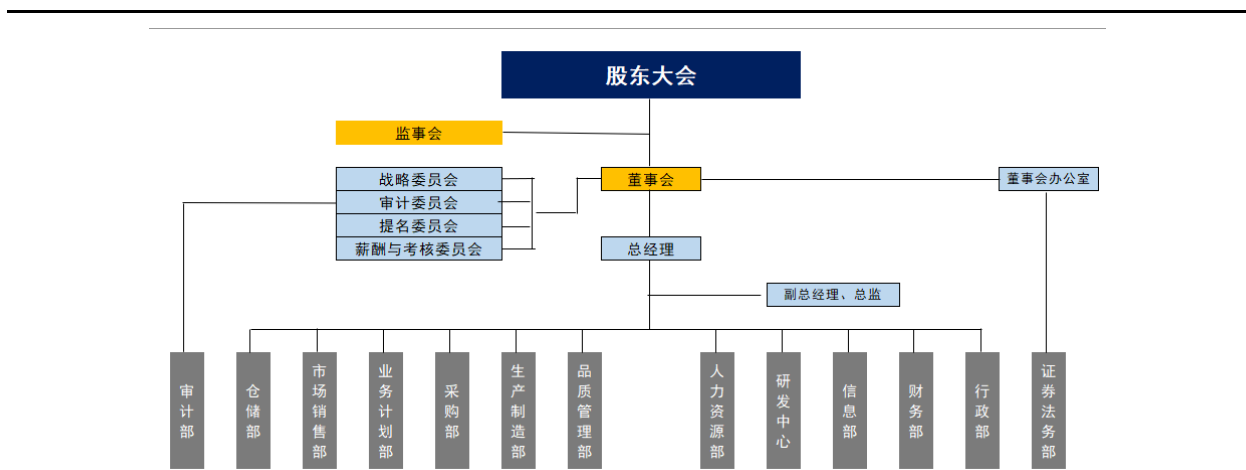 股东大会
监事会
战略委员会
董事会
董事会办公室
审计委员会
提名委员会
薪酬与考核委员会
总经理
副总经理、总监
审计部
仓储部
市场销售部
业务计划部
采购部
生产制造部
品质管理部
人力资源部
研发中心
信息部
财务部
行政部
证券法务部